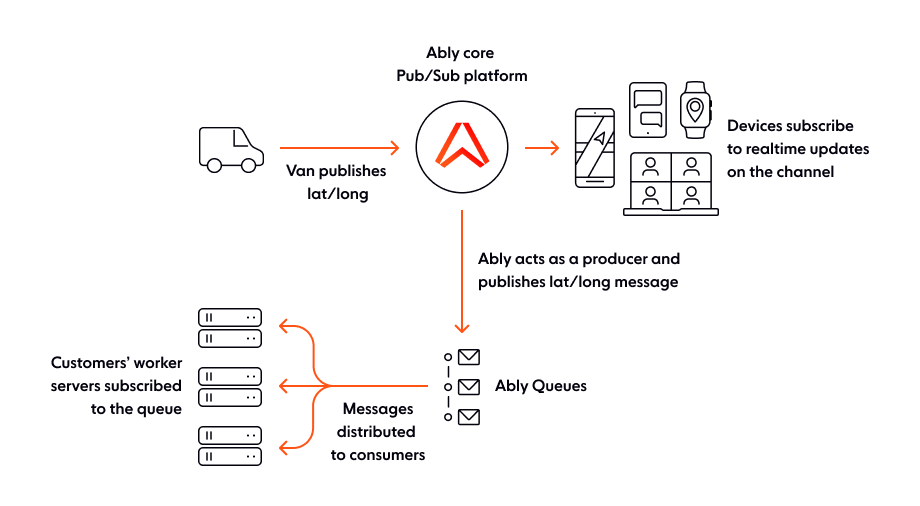 Ably core
Pub/Sub platform
Van publishes
lat/long
Devices subscribe
to realtime updates
on the channel
Ably acts as a producer and
publishes lat/long message
Customers’ worker
servers subscribed
to the queue
Messages
distributed
to consumers
Ably Queues